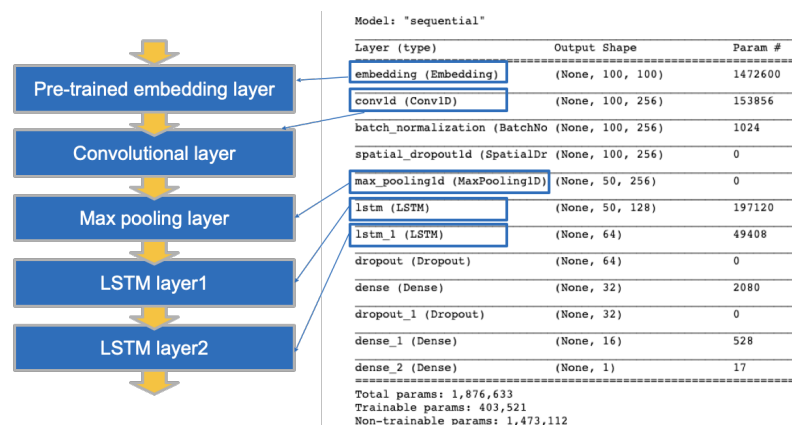 Pre-trained embedding layer
Convolutional layer
Max pooling layer
LSTM layer1
LSTM layer2
Model: "sequential"
Layer (type) Output Shape Param #
embedding (Embedding) (None, 100, 100) 1472600
conv1d (Conv1D) (None, 100, 256) 153856
batch_normalization (BatchNo (None, 100, 256) 1024
spatial_dropout1d (SpatialDr (None, 100, 256) 0
max_pooling1d (MaxPooling1D) (None, 50, 256) 0
lstm (LSTM) (None, 50, 128) 197120
lstm_1 (LSTM) (None, 64) 49408
dropout (Dropout) (None, 64) 0
dense (Dense) (None, 32) 2080
dropout_1 (Dropout) (None, 32) 0
dense_1 (Dense) (None, 16) 528
dense_2 (Dense) (None, 1) 17
Total params: 1,876,633
Trainable params: 403,521
Non-trainable params: 1,473,112